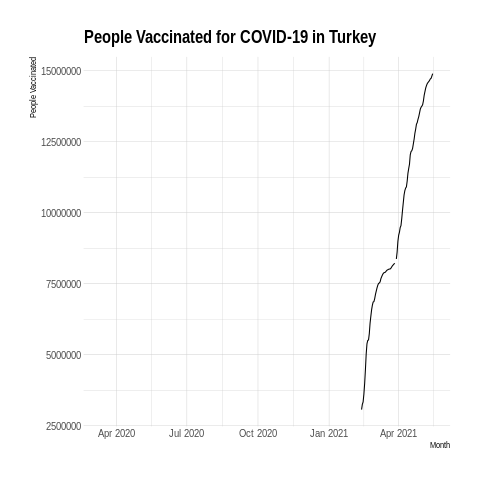 People Vaccinated for COVID-19 in Turkey
People Vaccinated
15000000
12500000
10000000
7500000
5000000
2500000
Apr 2020 Jul 2020 Oct 2020 Jan 2021 Apr 2021
Month